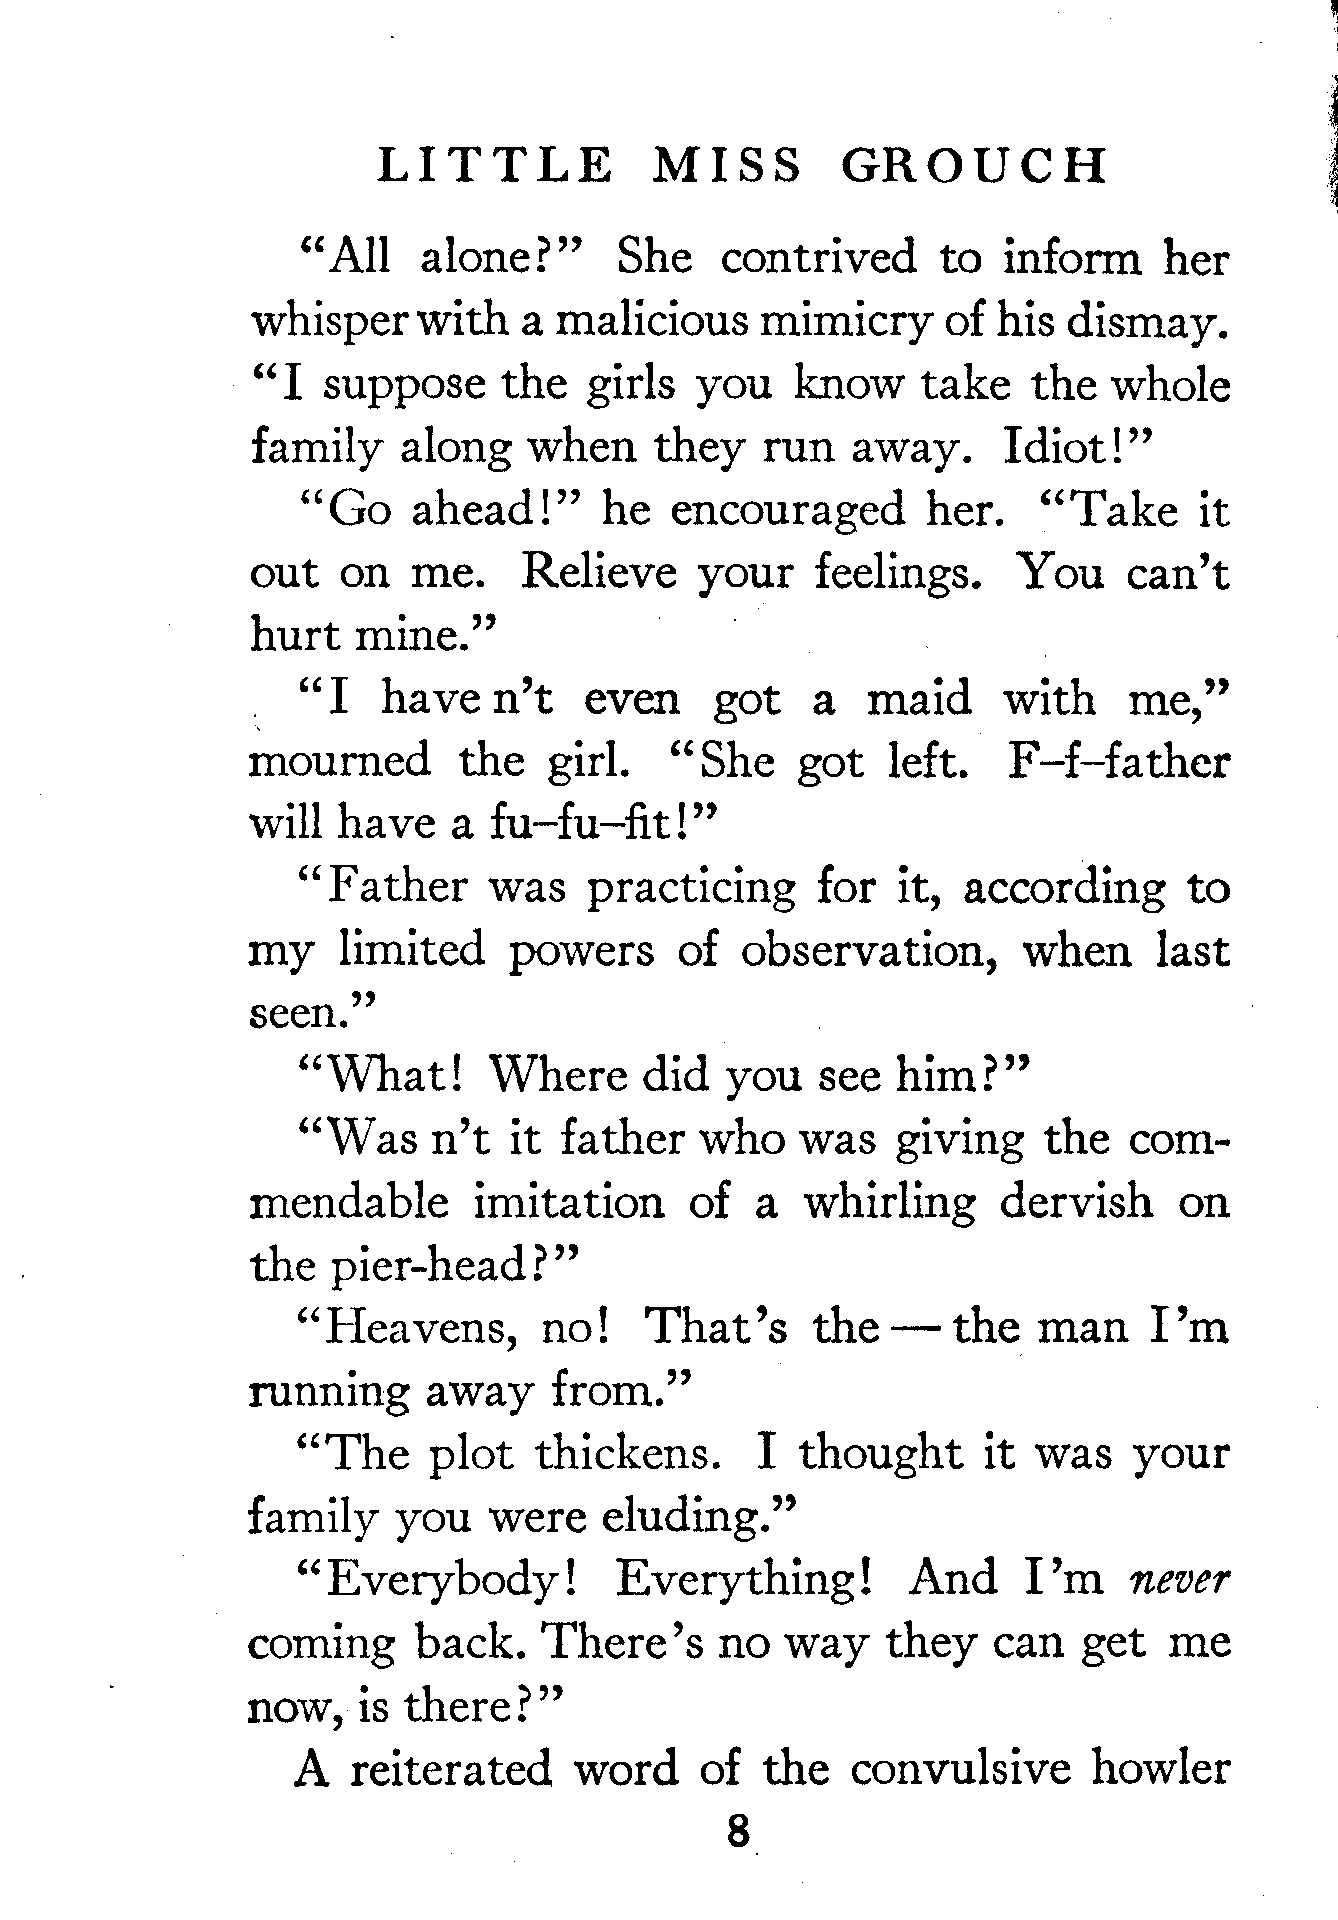 LITTLE MISS GROUCH
“All alone?” She contrived to inform her
whisper with a malicious mimicry of his dismay.
“I suppose the girls you know take the whole
family along when they run away. Idiot!”
“Go ahead!” he encouraged her. “Take it
out on me. Relieve your feelings. You can’t
hurt mine.”
“I have n’t even got a maid with me,”
mourned the girl. “She got left. F–f–father
will have a fu–fu–fit!”
“Father was practicing for it, according to
my limited powers of observation, when last
seen.”
“What! Where did you see him?”
“Was n’t it father who was giving the com-
mendable imitation of a whirling dervish on
the pier-head?”
“Heavens, no! That’s the — the man I’m
running away from.”
“The plot thickens. I thought it was your
family you were eluding.”
“Everybody! Everything! And I’m never
coming back. There’s no way they can get me
now, is there?”
A reiterated word of the convulsive howler
8